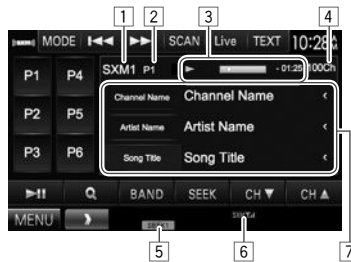 1 2 3 4
MODE SCAN Live TEXT 10:28
P1 P4 SXM1 P1 - 01:25 100Ch
Channel Name Channel Name
P2 P5 Artist Name Artist Name
P3 P6 Song Title Song Title
BAND SEEK CH▼ CH▲
MENU
5 6 7